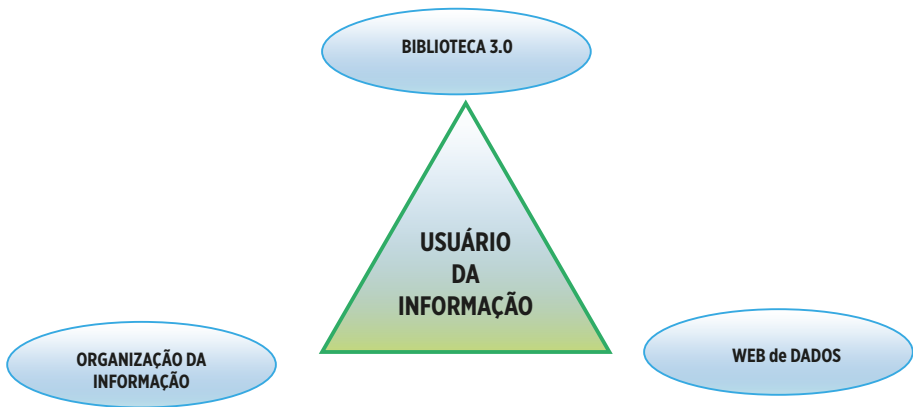 BIBLIOTECA 3.0
USUÁRIO
DA
INFORMAÇÃO
ORGANIZAÇÃO DA
INFORMAÇÃO
WEB de DADOS